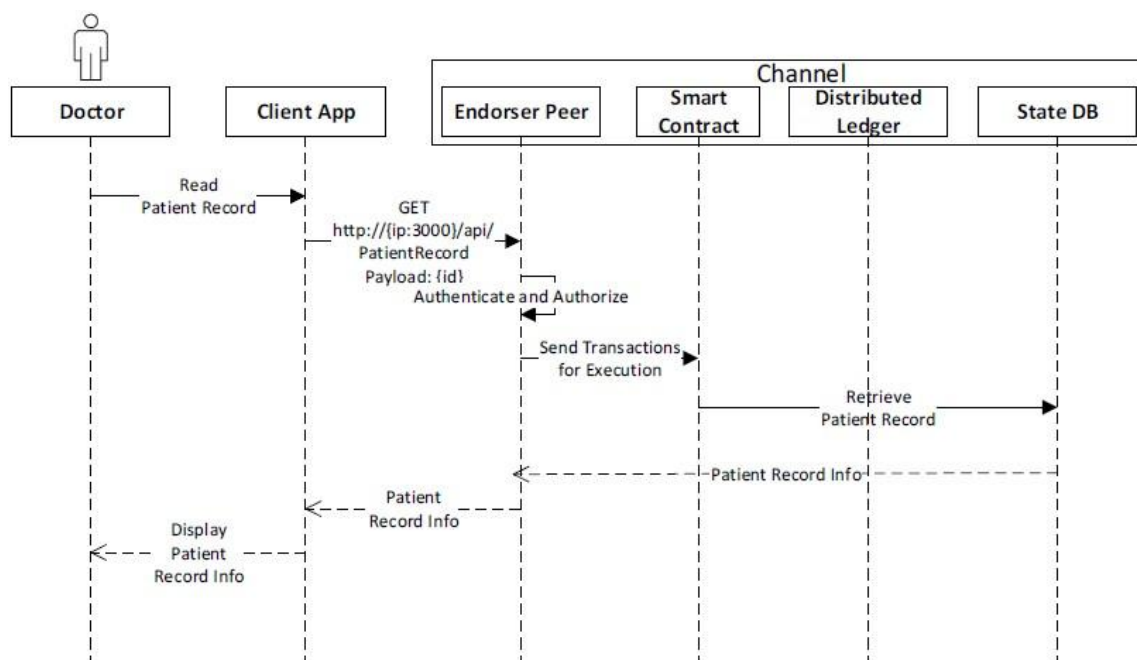 Channel
Doctor
Client App
Endorser Peer
Smart
Contract
Distributed
Ledger
State DB
Read
Patient Record
GET
http://{ip:3000}/api/
PatientRecord
Payload: {id}
Authenticate and Authorize
Send Transactions
for Execution
Retrieve
Patient Record
Patient Record Info
Patient
Record Info
Display
Patient
Record Info